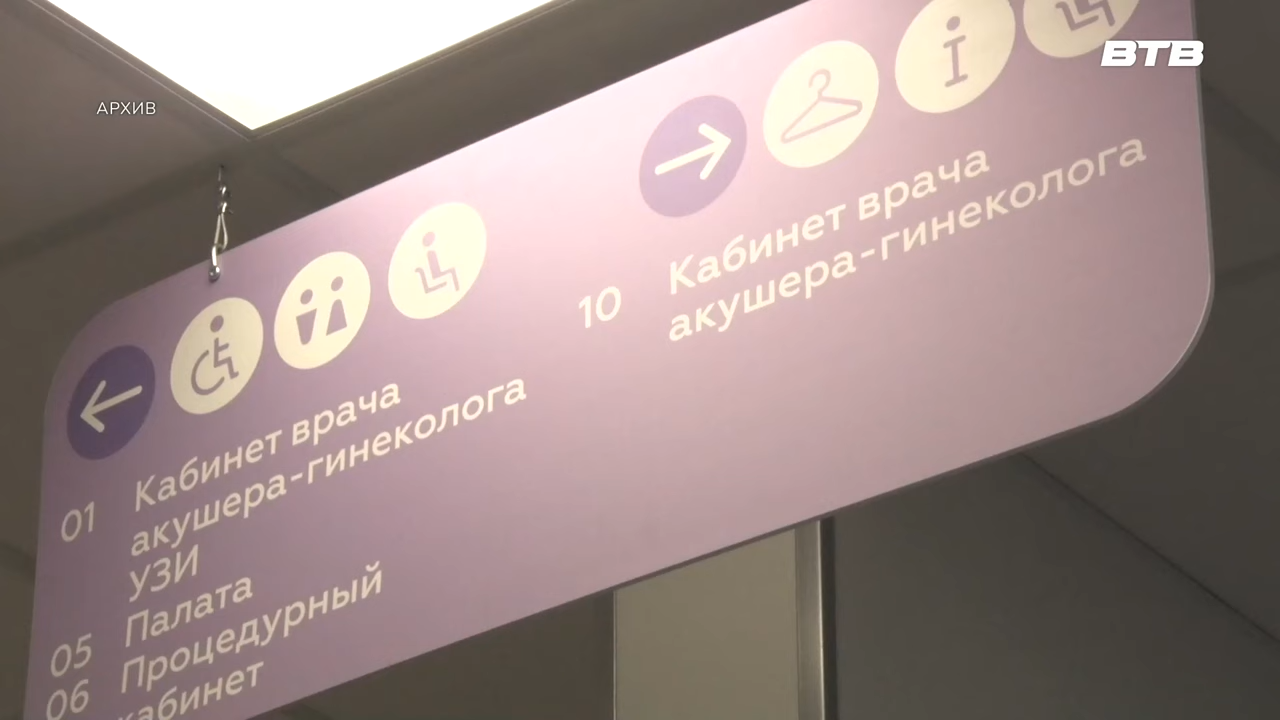 АРХИВ
ВТВ
10 Кабинет врача
акушера-гинеколога
01 Кабинет врача
акушера-гинеколога
УЗИ
05 Палата
06 Процедурный
кабинет